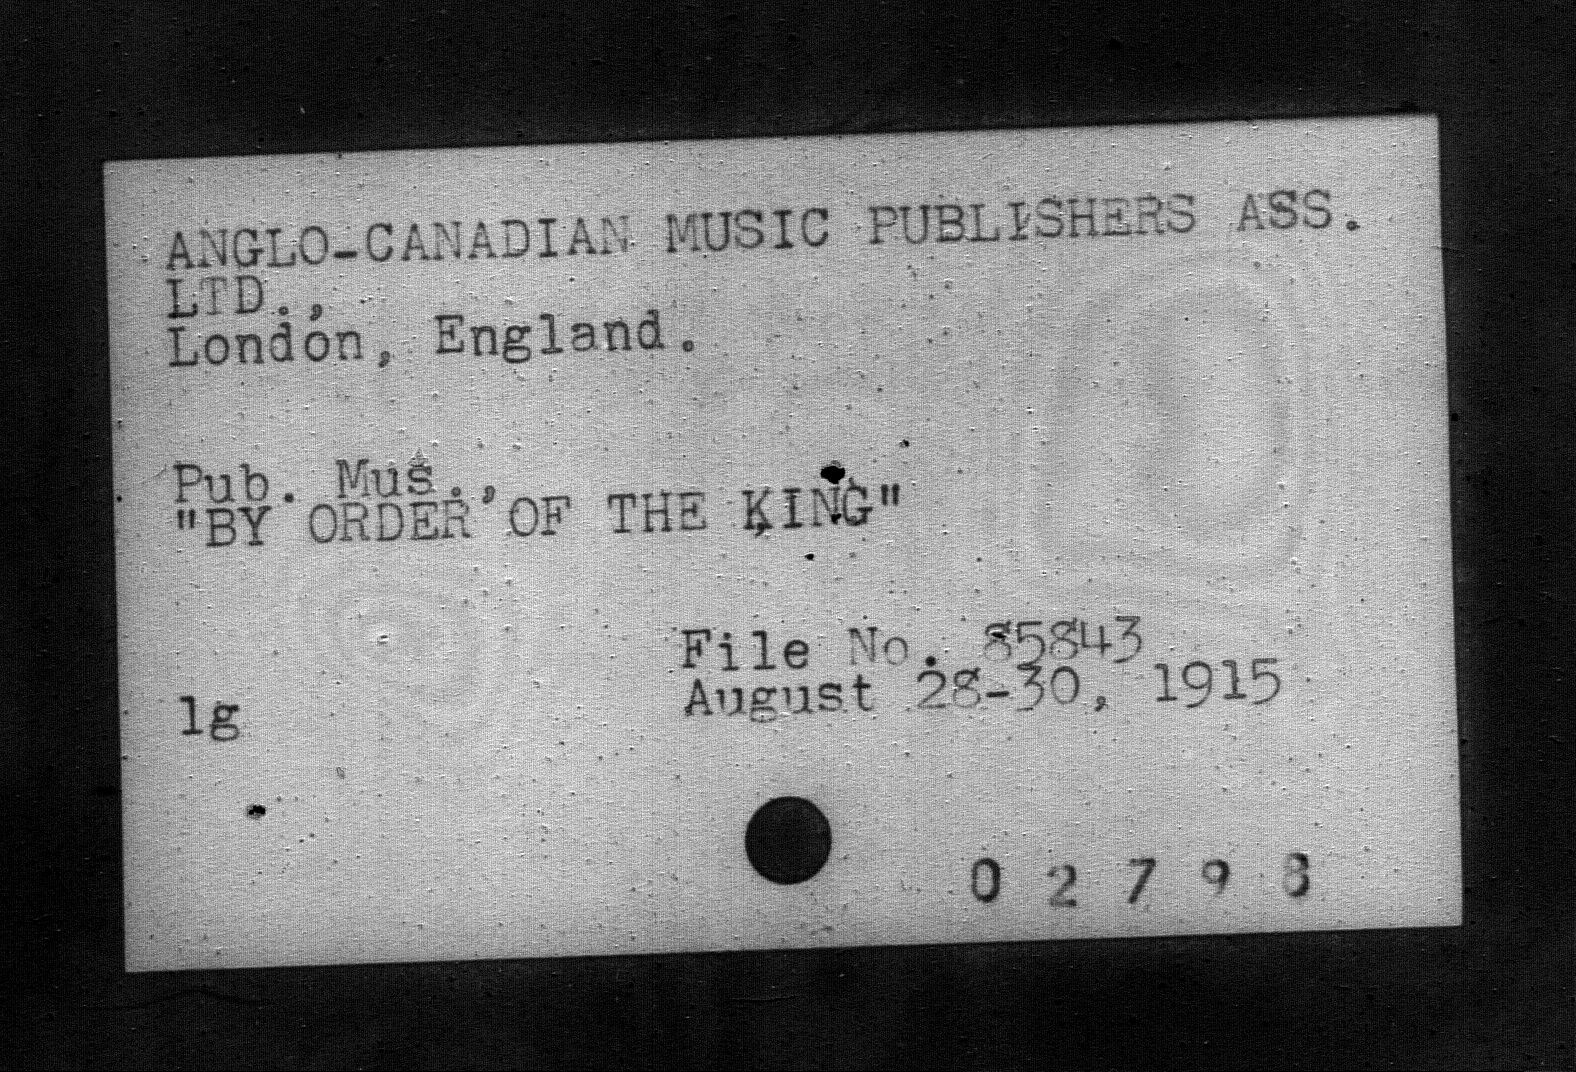 ANGLO-CANADIAN MUSIC PUBLISHERS ASS.
LTD.,
London, England.
Pub. Mus.,
"BY ORDER OF THE KING"
File No. 85843
August 28-30, 1915
lg
0 2 7 9 8